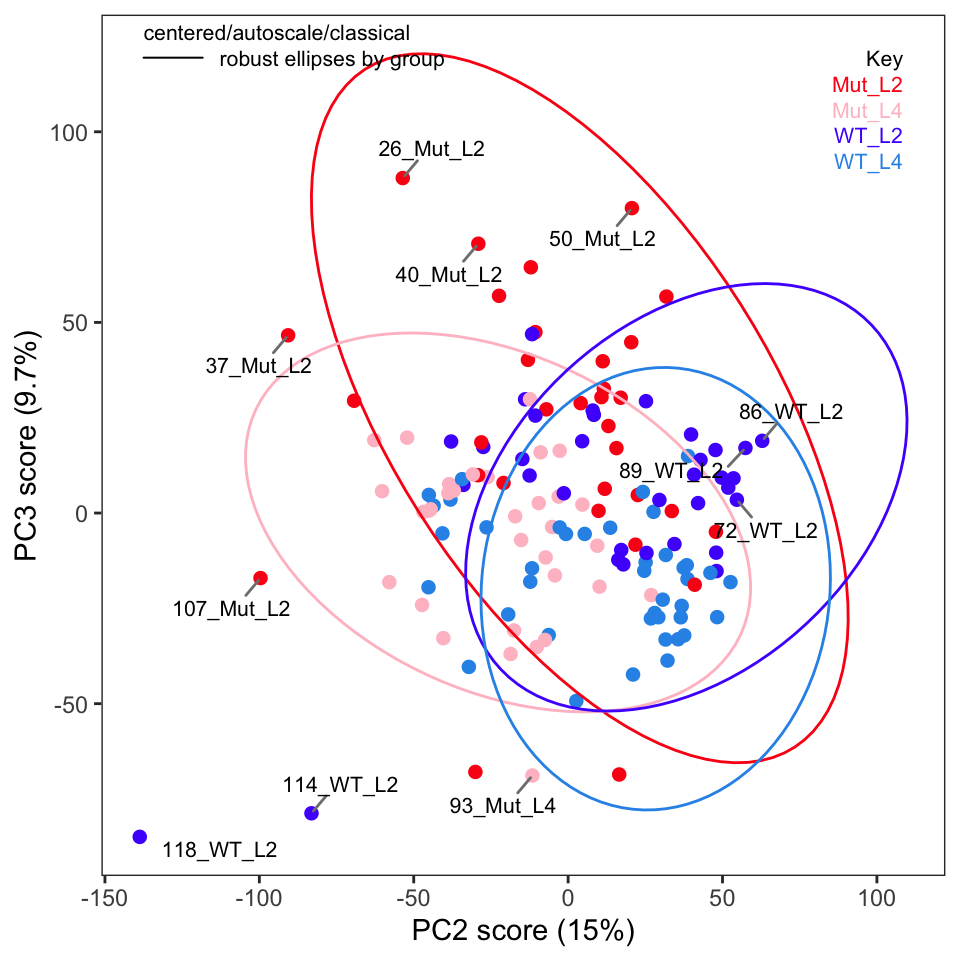 centered/autoscale/classical
robust ellipses by group
Key
Mut_L2
Mut_L4
WT_L2
WT_L4
26_Mut_L2
50_Mut_L2
40_Mut_L2
37_Mut_L2
86_WT_L2
89_WT_L2
72_WT_L2
107_Mut_L2
114_WT_L2
93_Mut_L4
118_WT_L2
100
50
0
-50
PC3 score (9.7%)
-150 -100 -50 0 50 100
PC2 score (15%)